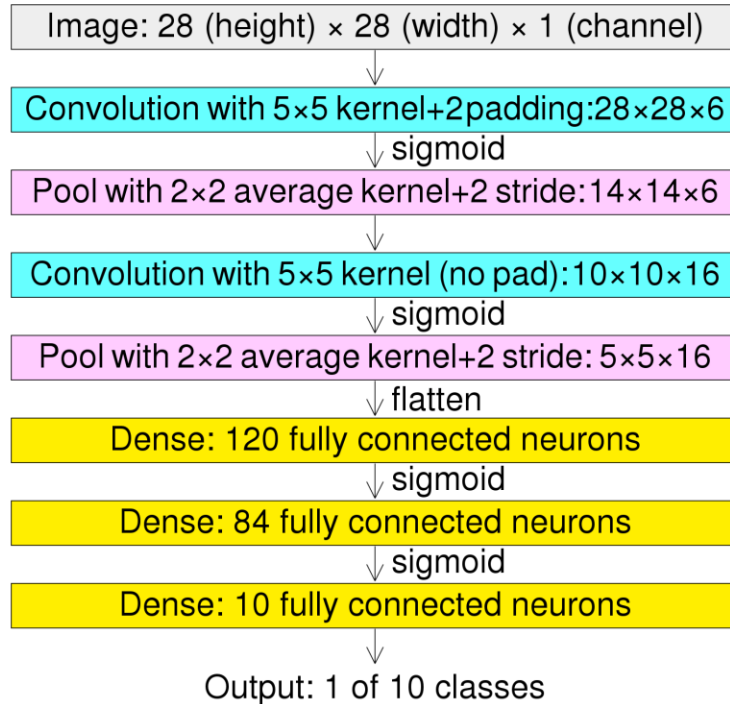 Image: 28 (height) × 28 (width) × 1 (channel)
Convolution with 5×5 kernel+2padding:28×28×6
sigmoid
Pool with 2×2 average kernel+2 stride:14×14×6
Convolution with 5×5 kernel (no pad):10×10×16
sigmoid
Pool with 2×2 average kernel+2 stride: 5×5×16
flatten
Dense: 120 fully connected neurons
sigmoid
Dense: 84 fully connected neurons
sigmoid
Dense: 10 fully connected neurons
Output: 1 of 10 classes